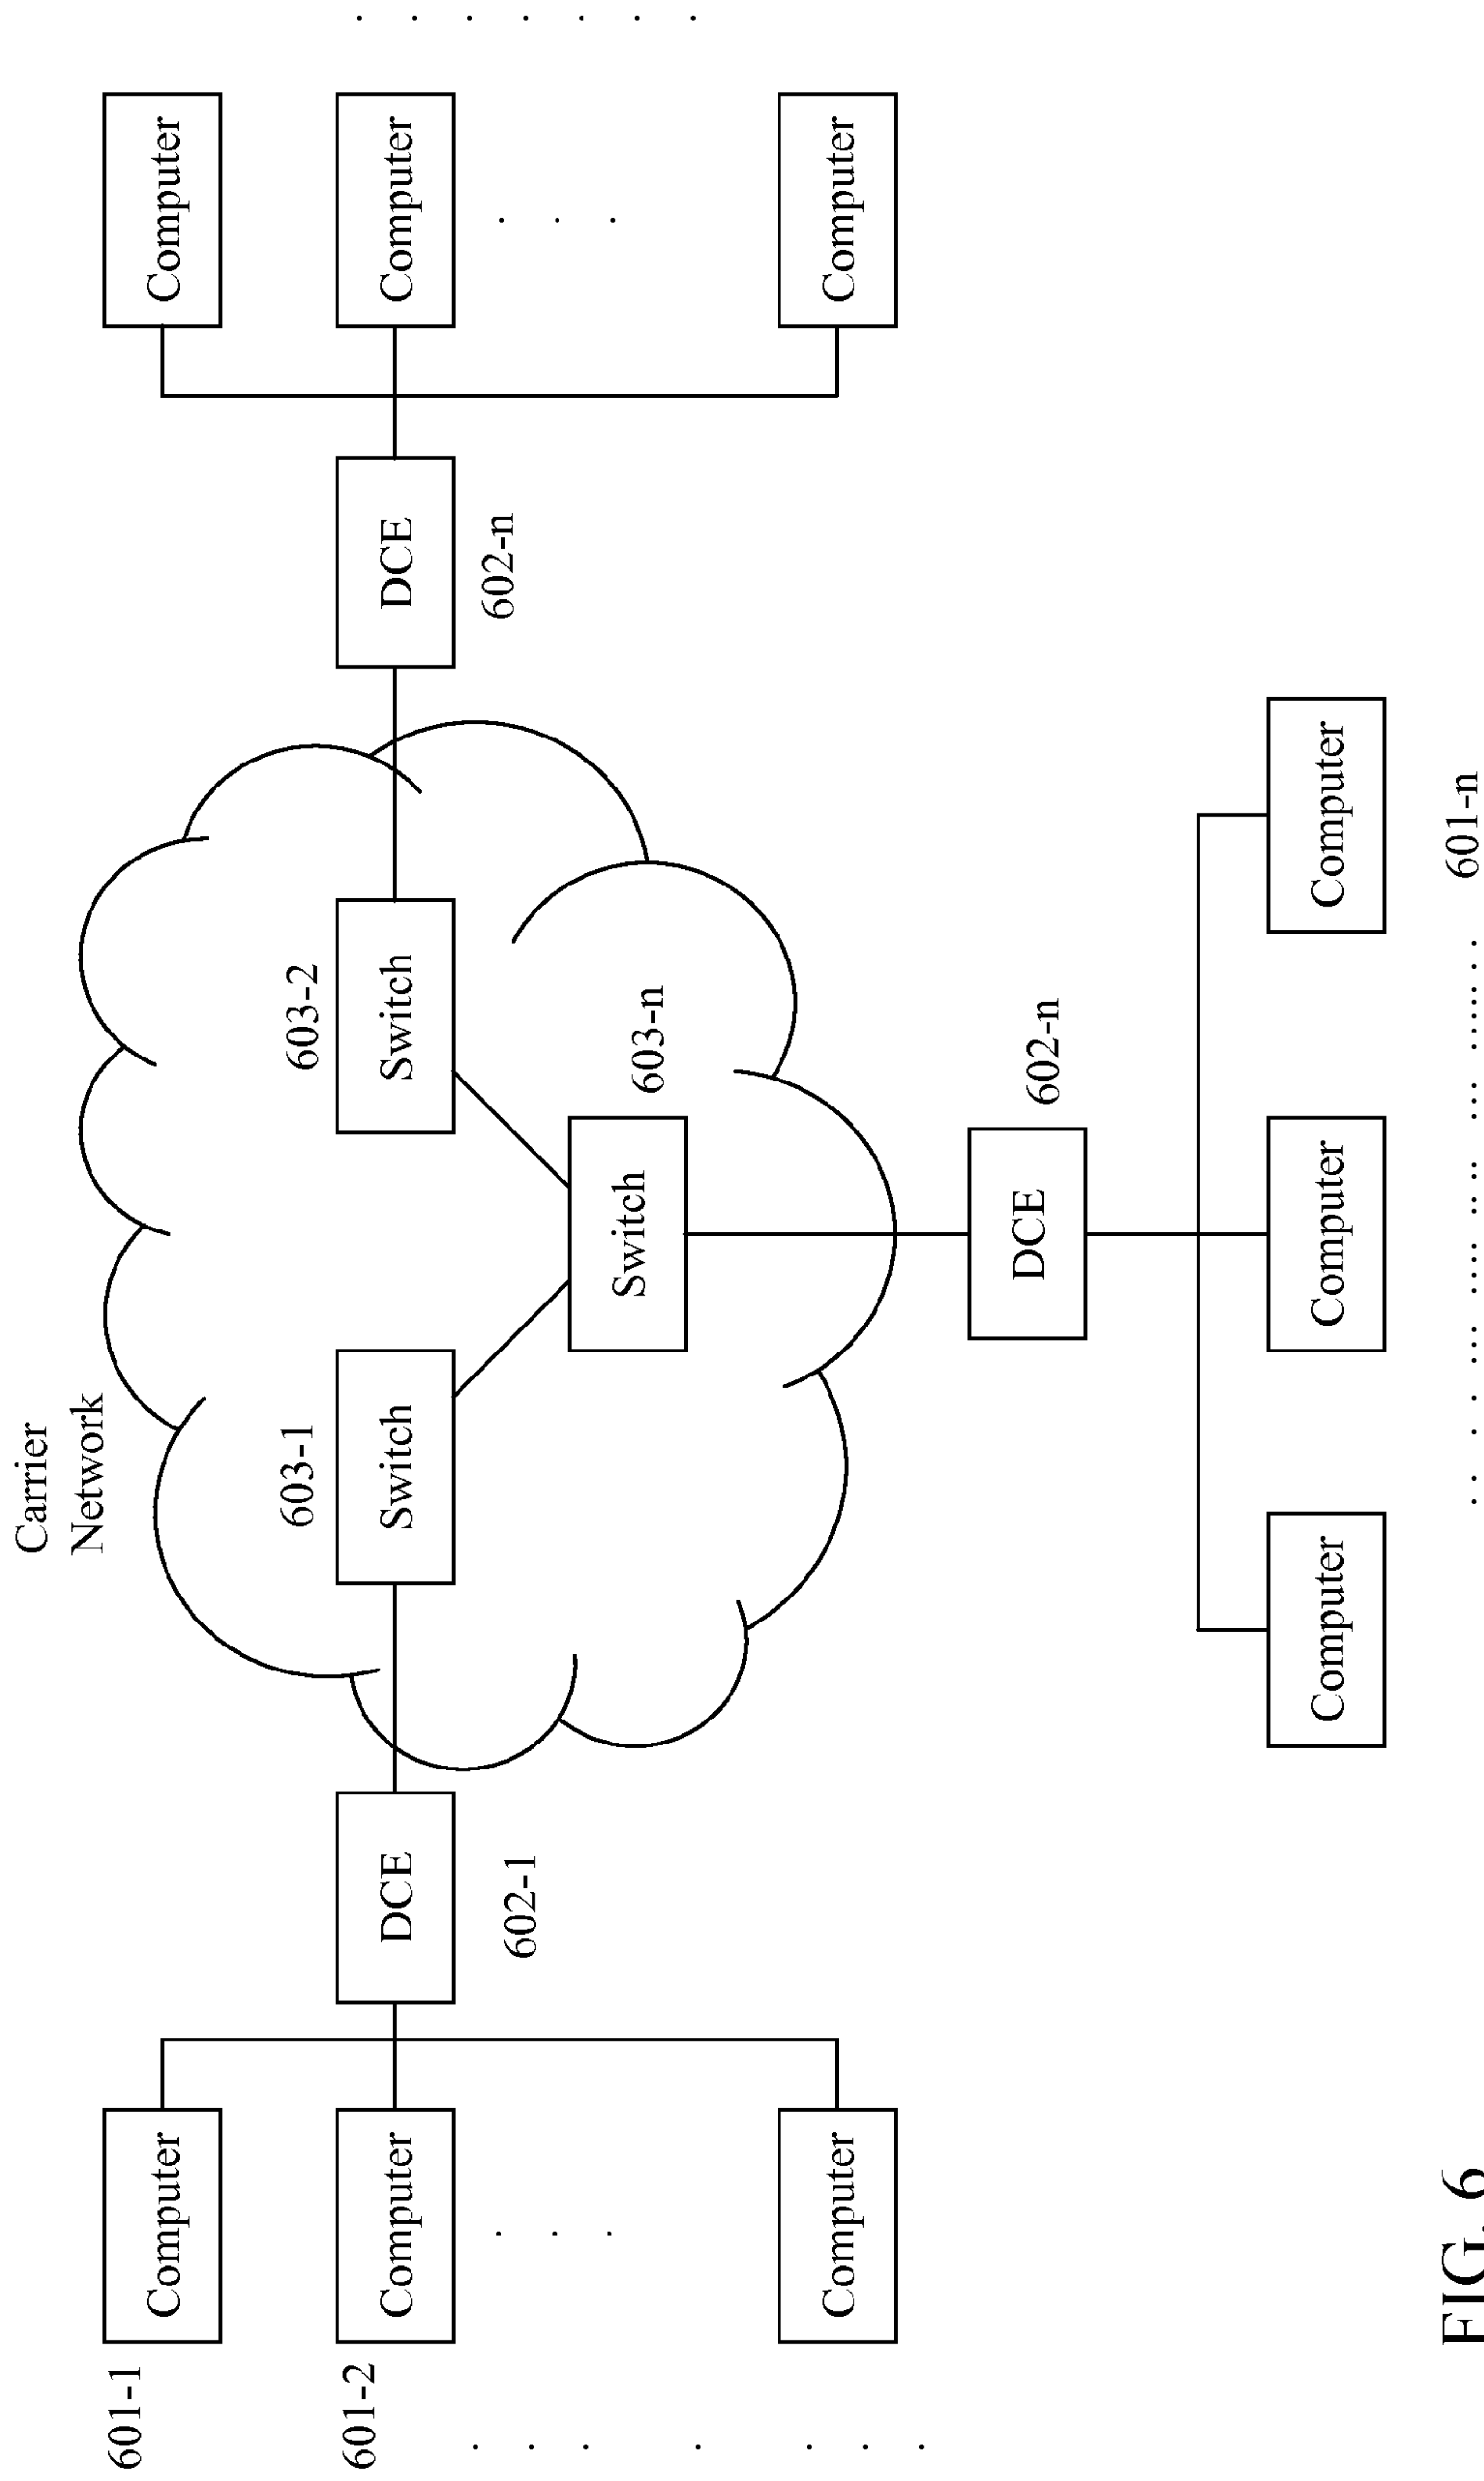 Carrier
Network
601-1
Computer
Computer
603-1
603-2
601-2
Computer
DCE
Switch
Switch
DCE
Computer
602-1
602-n
Switch
603-n
Computer
Computer
DCE
602-n
Computer
Computer
Computer
601-n
FIG. 6